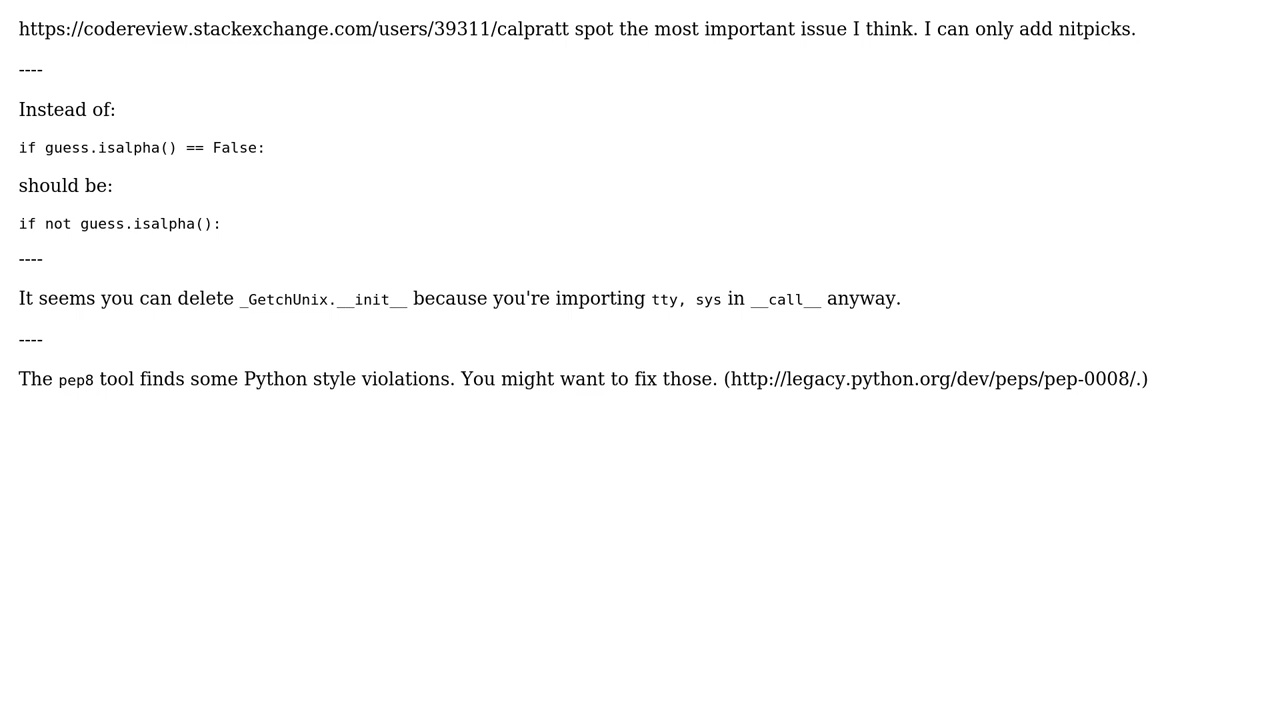 https://codereview.stackexchange.com/users/39311/calpratt spot the most important issue I think. I can only add nitpicks.
----
Instead of:
if guess.isalpha() == False:
should be:
if not guess.isalpha():
----
It seems you can delete _GetchUnix.__init__ because you're importing tty, sys in __call__ anyway.
----
The pep8 tool finds some Python style violations. You might want to fix those. (http://legacy.python.org/dev/peps/pep-0008/.)